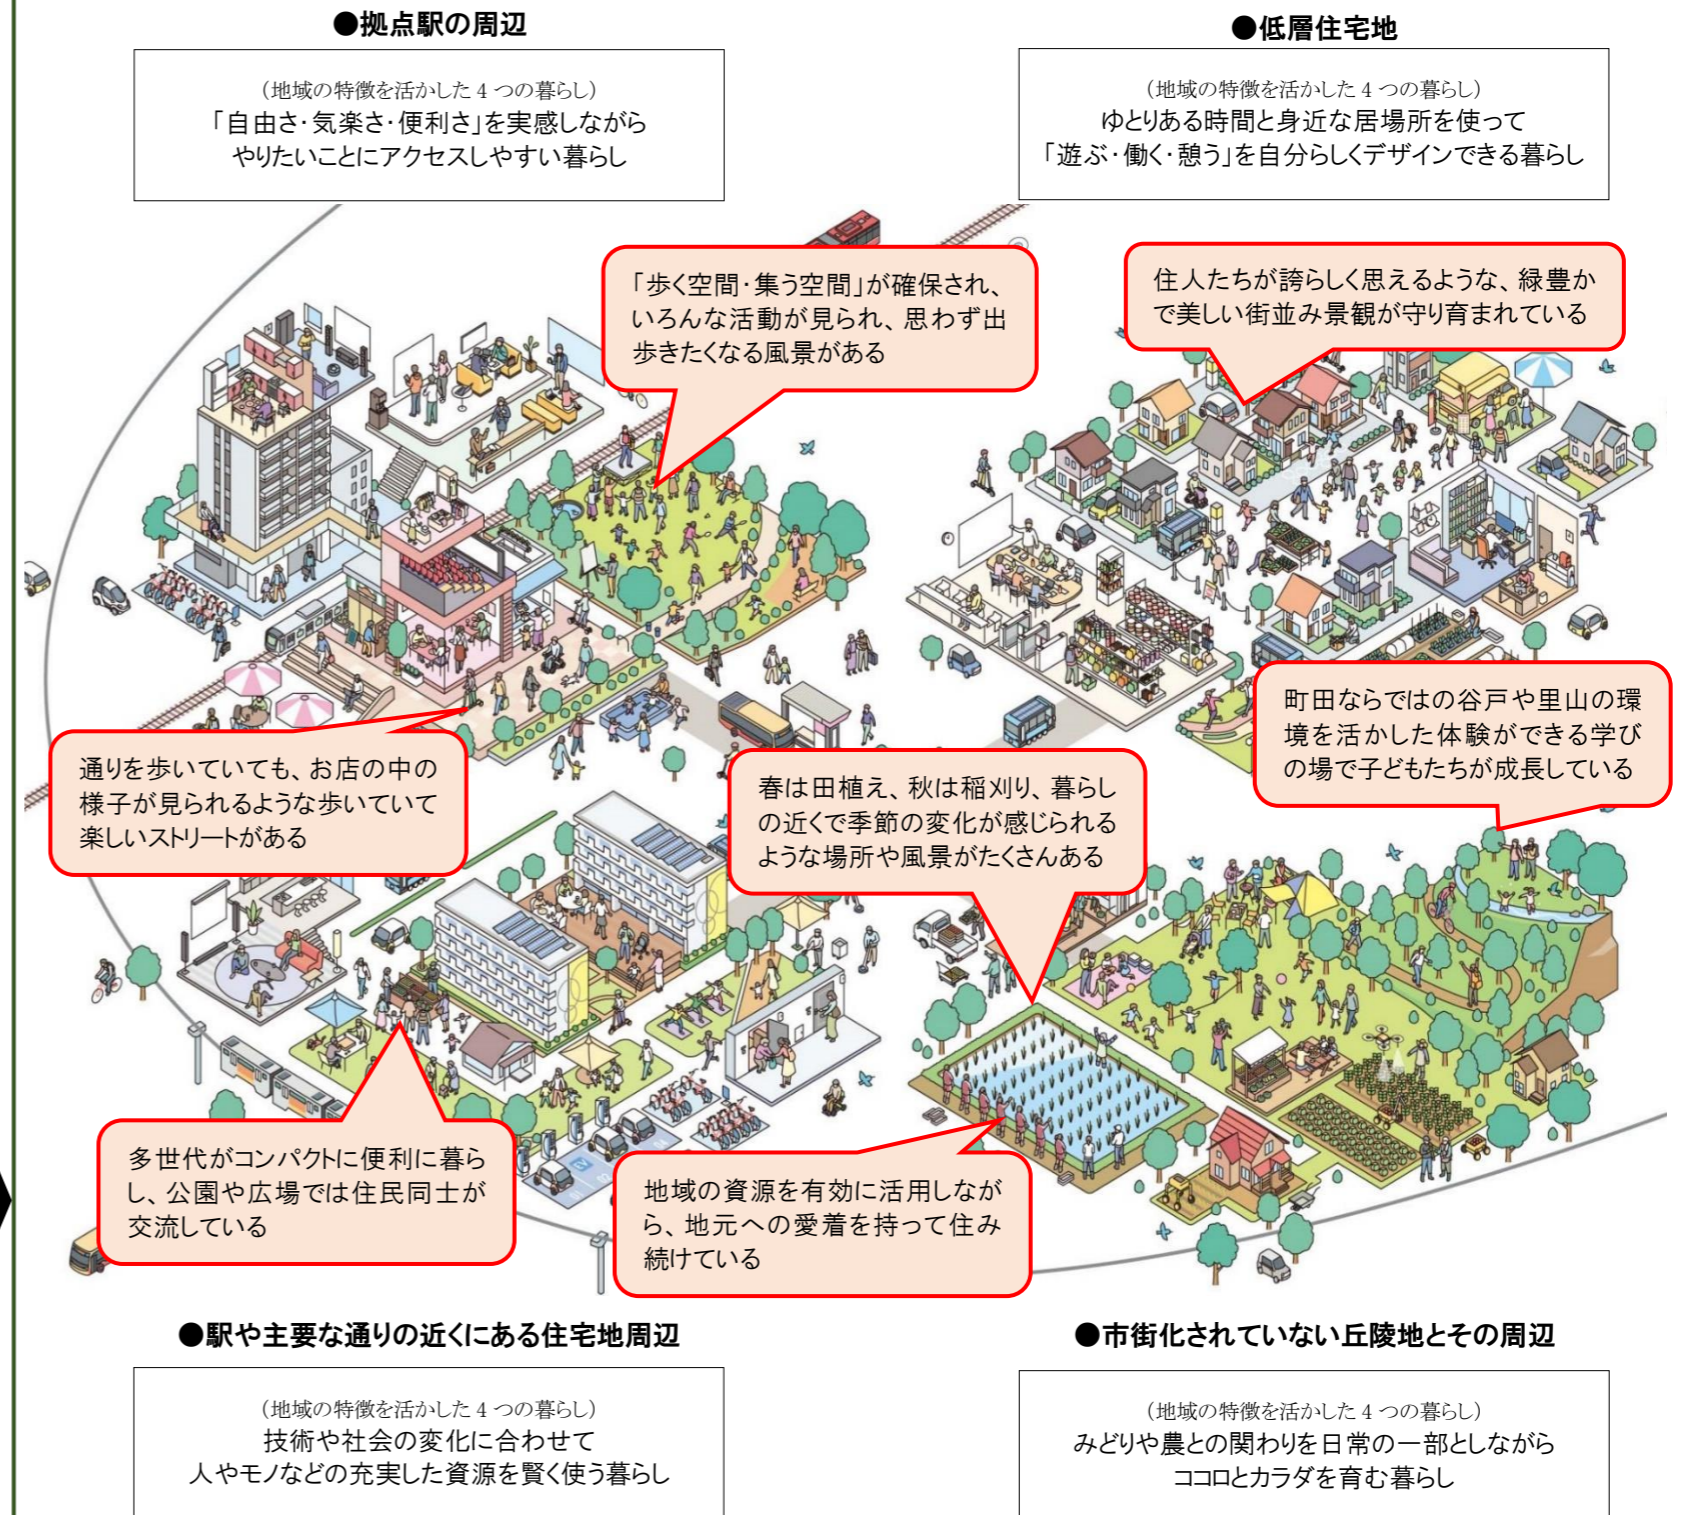 ●拠点駅の周辺
（地域の特徴を活かした４つの暮らし）
「自由さ・気楽さ・便利さ」を実感しながら
やりたいことにアクセスしやすい暮らし
●低層住宅地
（地域の特徴を活かした４つの暮らし）
ゆとりある時間と身近な居場所を使って
「遊ぶ・働く・憩う」を自分らしくデザインできる暮らし
「歩く空間・集う空間」が確保され、
いろんな活動が見られ、思わず出
歩きたくなる風景がある
住人たちが誇らしく思えるような、緑豊か
で美しい街並み景観が守り育まれている
町田ならではの谷戸や里山の環
境を活かした体験ができる学び
の場で子どもたちが成長している
通りを歩いていても、お店の中の
様子が見られるような歩いていて
楽しいストリートがある
春は田植え、秋は稲刈り、暮らし
の近くで季節の変化が感じられる
ような場所や風景がたくさんある
多世代がコンパクトに便利に暮ら
し、公園や広場では住民同士が
交流している
地域の資源を有効に活用しなが
ら、地元への愛着を持って住み
続けている
●駅や主要な通りの近くにある住宅地周辺
（地域の特徴を活かした４つの暮らし）
技術や社会の変化に合わせて
人やモノなどの充実した資源を賢く使う暮らし
●市街化されていない丘陵地とその周辺
（地域の特徴を活かした４つの暮らし）
みどりや農との関わりを日常の一部としながら
ココロとカラダを育む暮らし